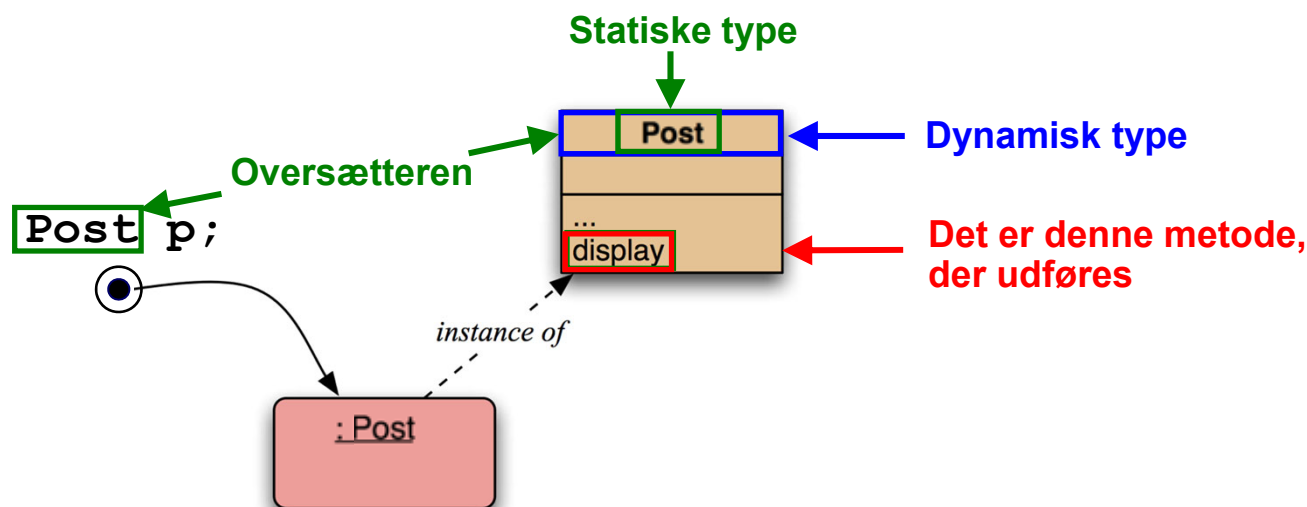 Statiske type
Post
Dynamisk type
Oversætteren
Post p;
...
display
Det er denne metode,
der udføres
instance of
: Post